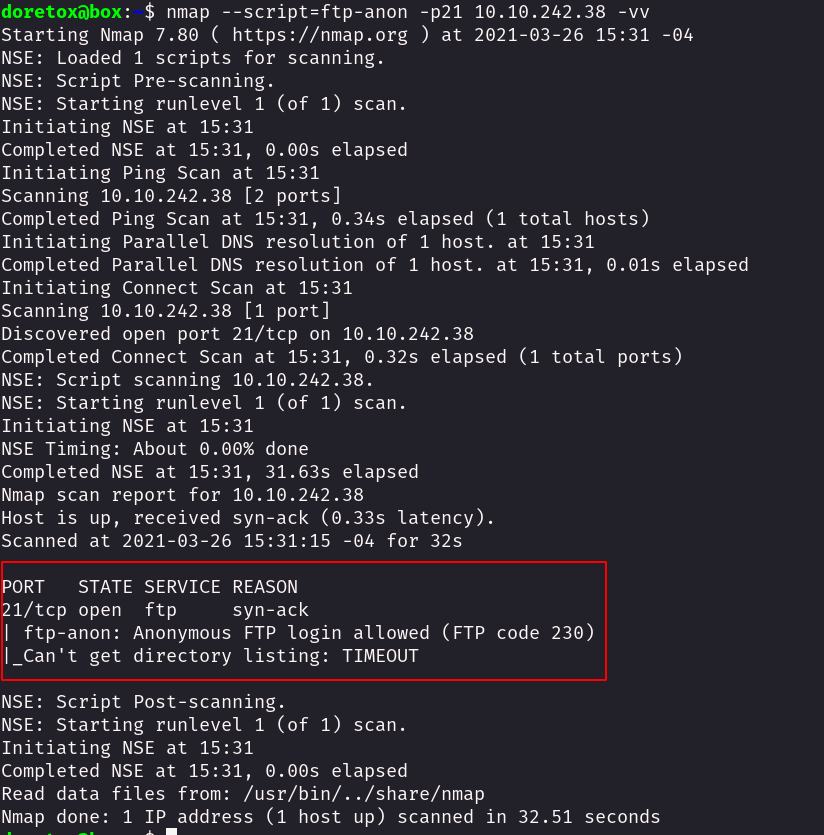 doretox@box:~$ nmap --script=ftp-anon -p21 10.10.242.38 -vv
Starting Nmap 7.80 ( https://nmap.org ) at 2021-03-26 15:31 -04
NSE: Loaded 1 scripts for scanning.
NSE: Script Pre-scanning.
NSE: Starting runlevel 1 (of 1) scan.
Initiating NSE at 15:31
Completed NSE at 15:31, 0.00s elapsed
Initiating Ping Scan at 15:31
Scanning 10.10.242.38 [2 ports]
Completed Ping Scan at 15:31, 0.34s elapsed (1 total hosts)
Initiating Parallel DNS resolution of 1 host. at 15:31
Completed Parallel DNS resolution of 1 host. at 15:31, 0.01s elapsed
Initiating Connect Scan at 15:31
Scanning 10.10.242.38 [1 port]
Discovered open port 21/tcp on 10.10.242.38
Completed Connect Scan at 15:31, 0.32s elapsed (1 total ports)
NSE: Script scanning 10.10.242.38.
NSE: Starting runlevel 1 (of 1) scan.
Initiating NSE at 15:31
NSE Timing: About 0.00% done
Completed NSE at 15:31, 31.63s elapsed
Nmap scan report for 10.10.242.38
Host is up, received syn-ack (0.33s latency).
Scanned at 2021-03-26 15:31:15 -04 for 32s
PORT   STATE SERVICE REASON
21/tcp open  ftp     syn-ack
| ftp-anon: Anonymous FTP login allowed (FTP code 230)
|_Can't get directory listing: TIMEOUT
NSE: Script Post-scanning.
NSE: Starting runlevel 1 (of 1) scan.
Initiating NSE at 15:31
Completed NSE at 15:31, 0.00s elapsed
Read data files from: /usr/bin/../share/nmap
Nmap done: 1 IP address (1 host up) scanned in 32.51 seconds